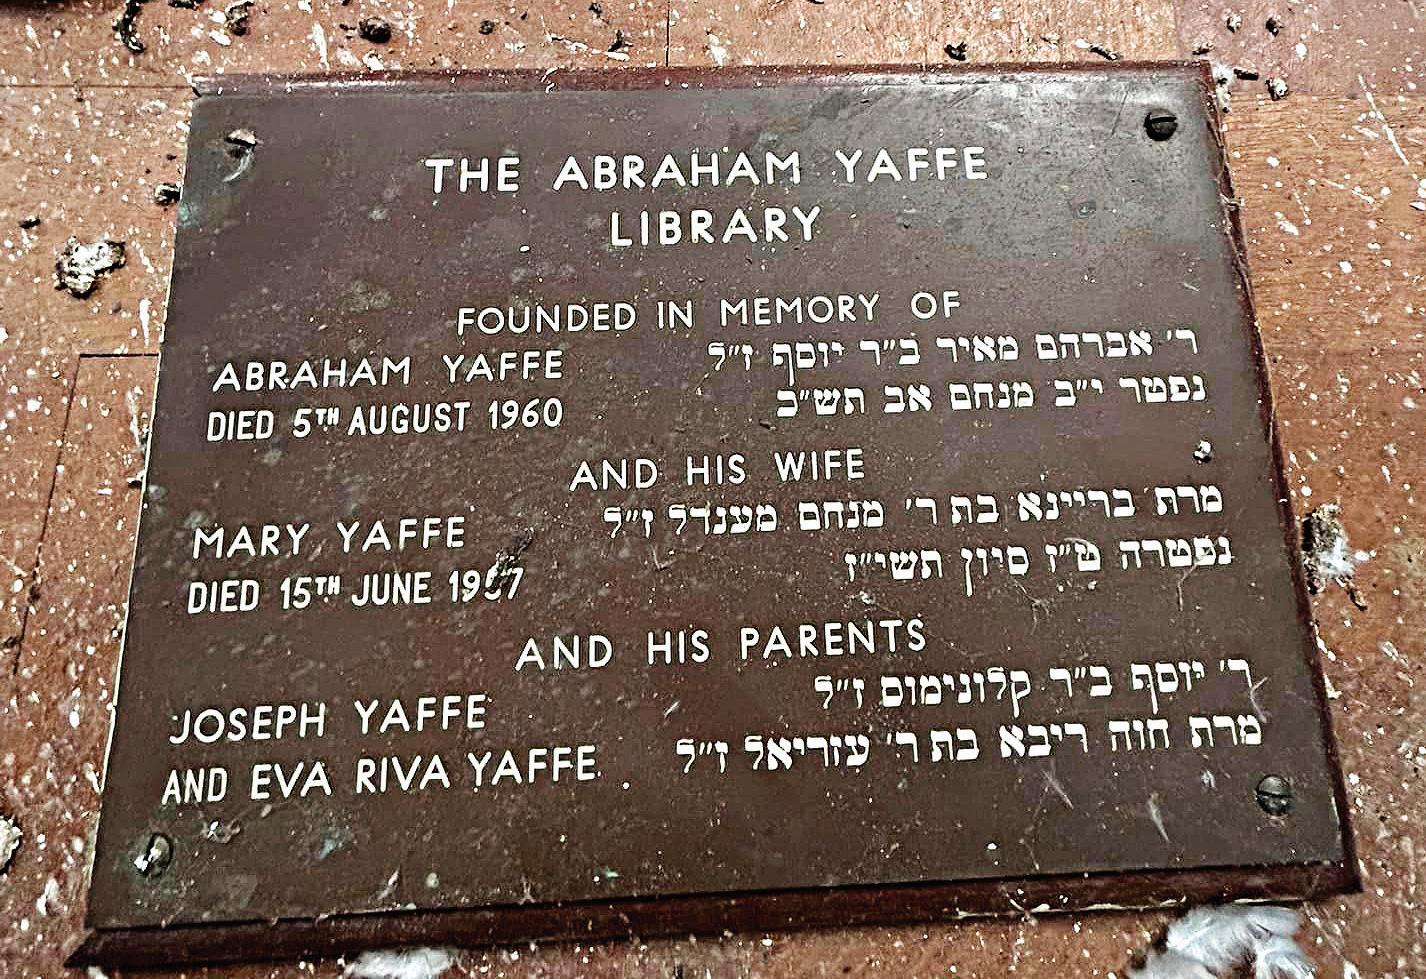 THE ABRAHAM YAFFE
LIBRARY
FOUNDED IN MEMORY OF
ABRAHAM YAFFE ר׳ אברהם מאיר ב״ר יוסף ז״ל
DIED 5TH AUGUST 1960 נפטר י״ב מנחם אב תש״כ
AND HIS WIFE
MARY YAFFE מרת בריינא בת ר׳ מנחם מענדל ז״ל
DIED 15TH JUNE 1957 נפטרה ט״ז סיון תשי״ז
AND HIS PARENTS
JOSEPH YAFFE ר׳ יוסף ב״ר קלונימוס ז״ל
AND EVA RIVA YAFFE מרת חוה ריבא בת ר׳ עזריאל ז״ל